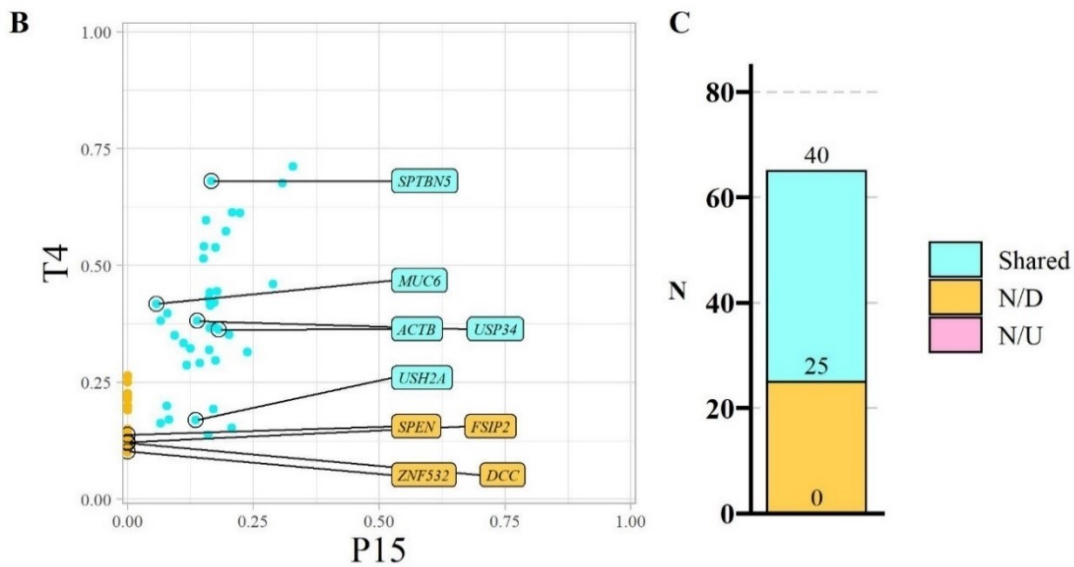 B
T4
1.00
0.75
0.50
0.25
0.00
0.00
0.25
0.50
0.75
1.00
P15
SPTBN5
MUC6
ACTB USP34
USH2A
SPEN FSIP2
ZNF532 DCC
C
N
80
60
40
20
0
40
25
0
Shared
N/D
N/U